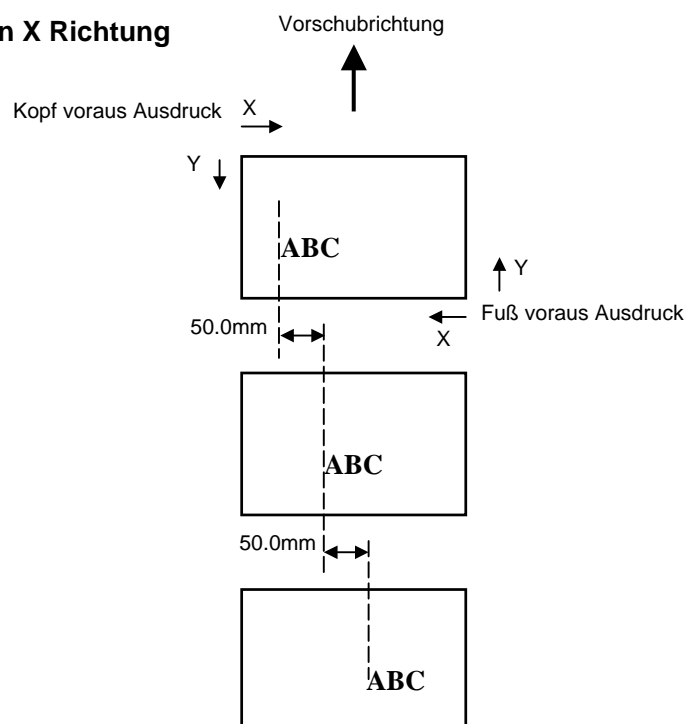 n X Richtung
Vorschubrichtung
Kopf voraus Ausdruck
X
Y
ABC
Y
50.0mm
Fuß voraus Ausdruck
X
ABC
50.0mm
ABC